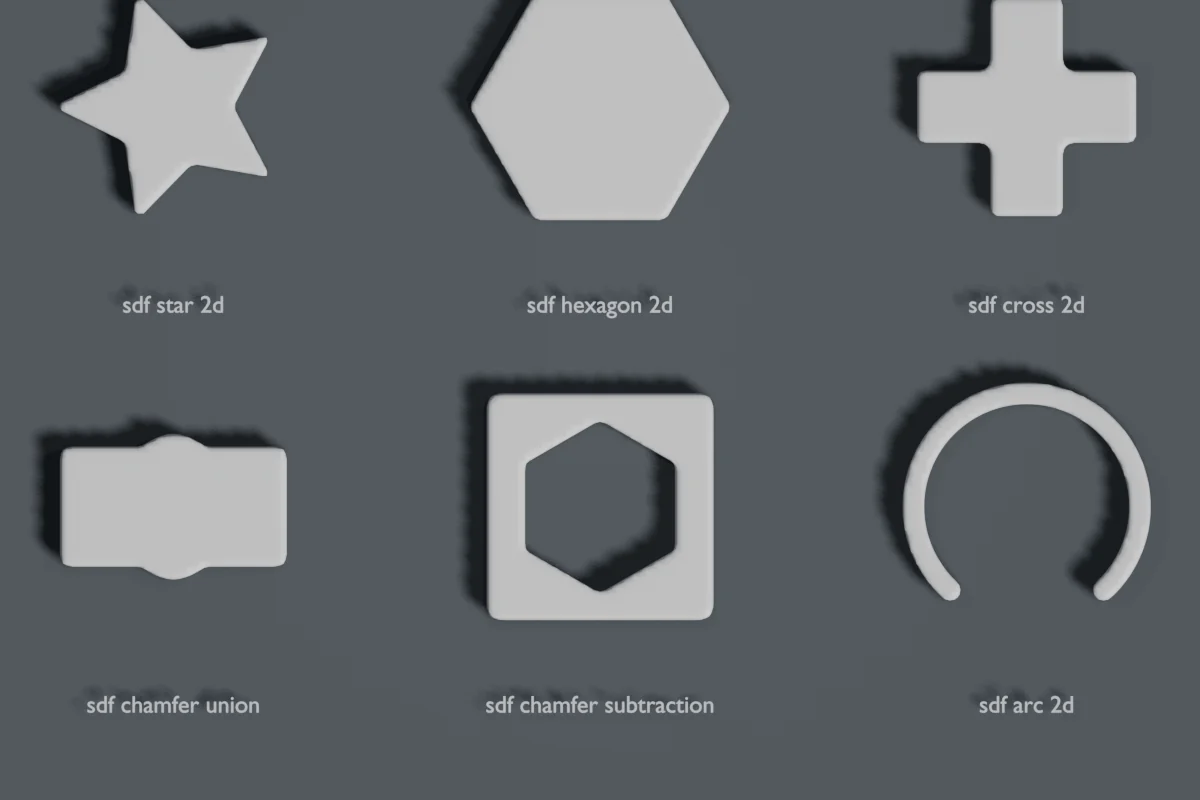 sdf star 2d
sdf hexagon 2d
sdf cross 2d
sdf chamfer union
sdf chamfer subtraction
sdf arc 2d